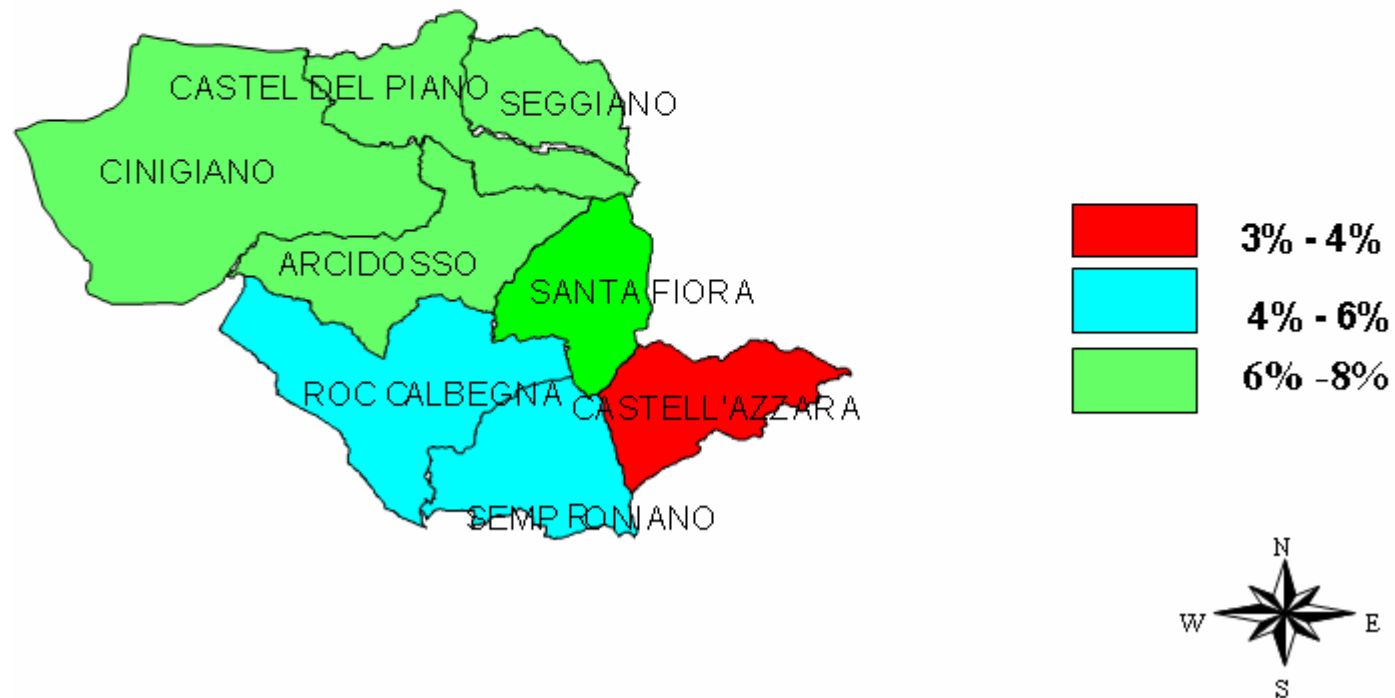 CASTEL DEL PIANO
SEGGIANO
CINIGIANO
ARCIDOSSO
SANTA FIORA
ROC CALBEGNA
CASTELL'AZZARA
SEMPRONIANO
3% - 4%
4% - 6%
6% -8%
N
W
E
S